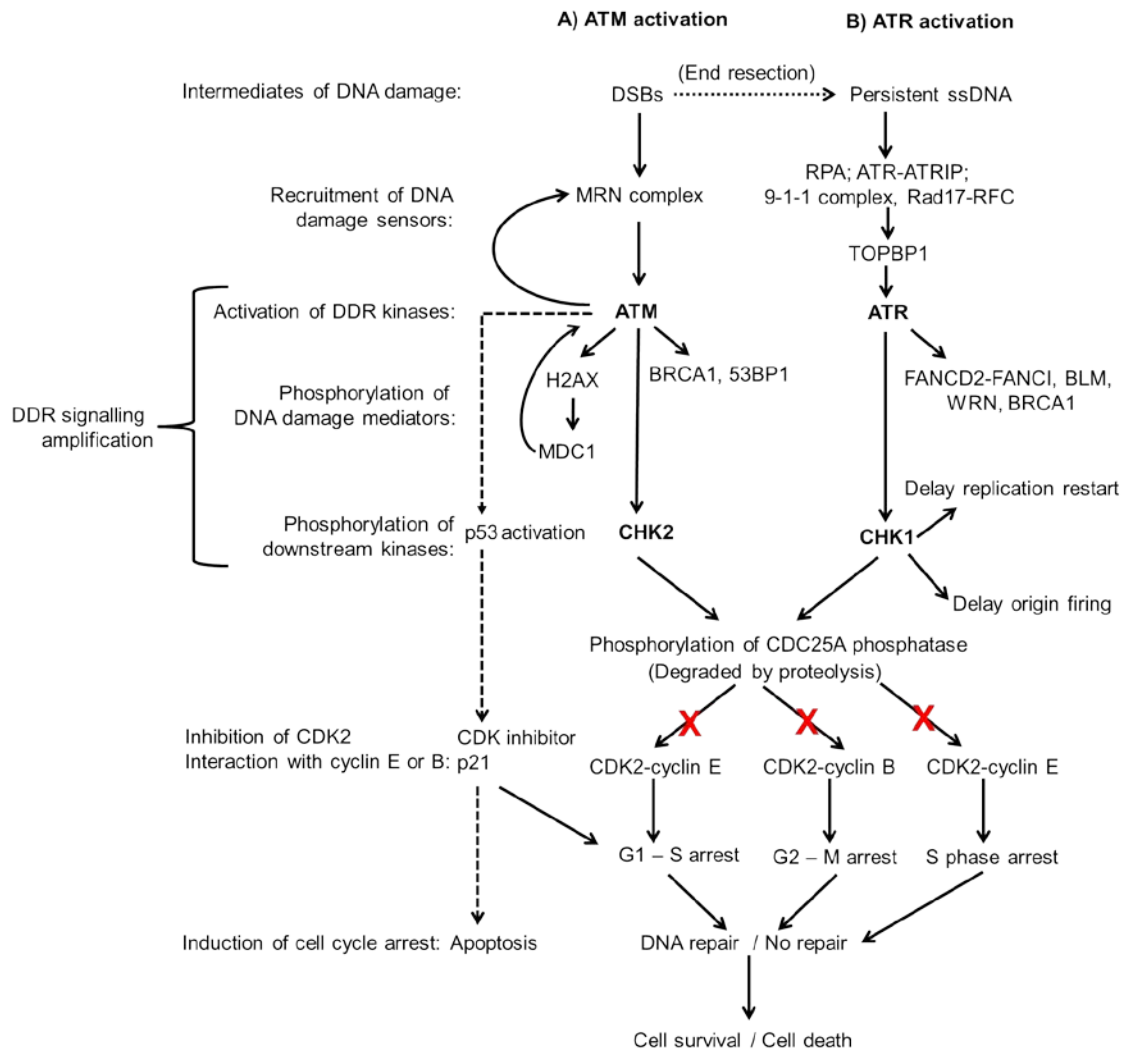 A) ATM activation
B) ATR activation
(End resection)
Intermediates of DNA damage:
DSBs
Persistent ssDNA
RPA; ATR-ATRIP;
9-1-1 complex, Rad17-RFC
Recruitment of DNA
damage sensors:
MRN complex
TOPBP1
Activation of DDR kinases:
ATM
ATR
H2AX
BRCA1, 53BP1
FANCD2-FANCI, BLM,
WRN, BRCA1
Phosphorylation of
DNA damage mediators:
DDR signalling
amplification
MDC1
Delay replication restart
Phosphorylation of
downstream kinases:
p53 activation
CHK2
CHK1
Delay origin firing
Phosphorylation of CDC25A phosphatase
(Degraded by proteolysis)
X
X
X
Inhibition of CDK2
Interaction with cyclin E or B:
CDK inhibitor
p21
CDK2-cyclin E
CDK2-cyclin B
CDK2-cyclin E
G1 – S arrest
G2 – M arrest
S phase arrest
Induction of cell cycle arrest:
Apoptosis
DNA repair / No repair
Cell survival / Cell death